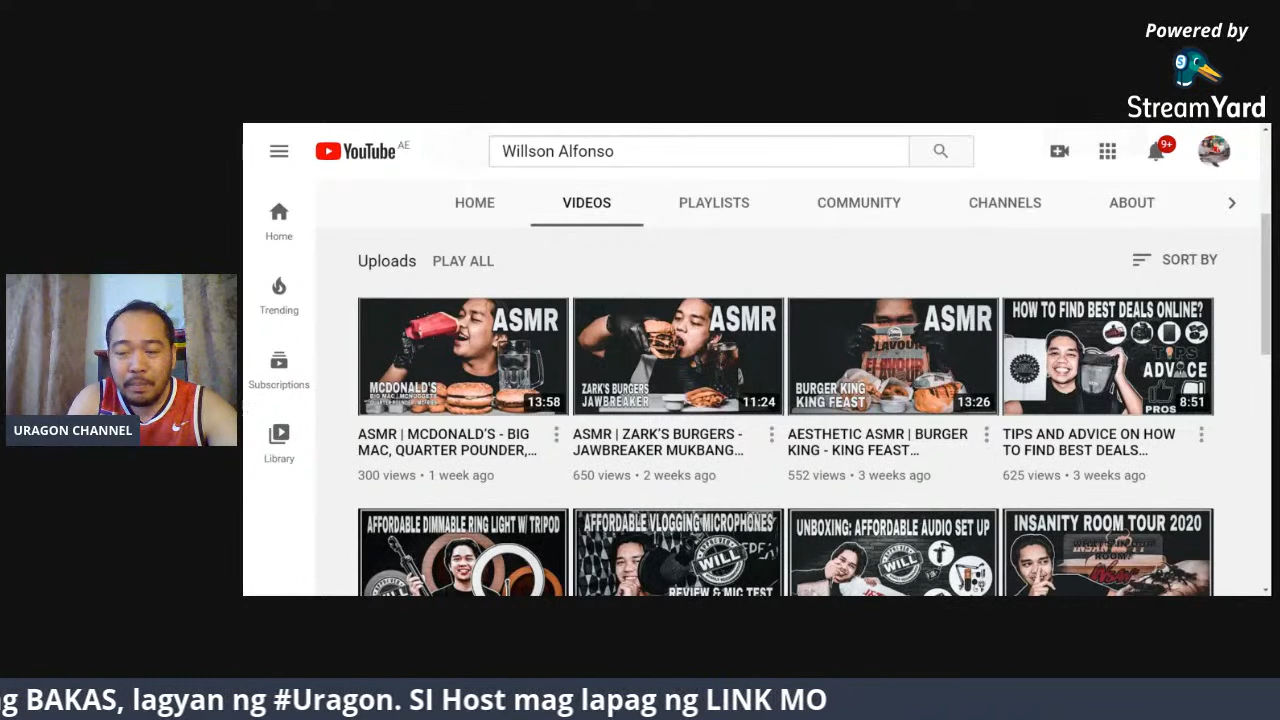 Powered by
StreamYard
YouTube AE
Willson Alfonso
9+
HOME
VIDEOS
PLAYLISTS
COMMUNITY
CHANNELS
ABOUT
Home
Trending
Subscriptions
Library
Uploads
PLAY ALL
SORT BY
ASMR
MCDONALD'S
13:58
ASMR
ZARK'S BURGERS
JAWBREAKER
11:24
ASMR
FLAVOUR
BURGER KING
KING FEAST
13:26
HOW TO FIND BEST DEALS ONLINE?
TIPS
ADVICE
PROS
8:51
ASMR | MCDONALD'S - BIG
MAC, QUARTER POUNDER,...
300 views • 1 week ago
ASMR | ZARK'S BURGERS -
JAWBREAKER MUKBANG...
650 views • 2 weeks ago
AESTHETIC ASMR | BURGER
KING - KING FEAST...
552 views • 3 weeks ago
TIPS AND ADVICE ON HOW
TO FIND BEST DEALS...
625 views • 3 weeks ago
AFFORDABLE DIMMABLE RING LIGHT W/ TRIPOD
AFFORDABLE VLOGGING MICROPHONES
WILL
REVIEW & MIC TEST
UNBOXING: AFFORDABLE AUDIO SET UP
WILL
INSANITY ROOM TOUR 2020
URAGON CHANNEL
ng BAKAS, lagyan ng #Uragon. SI Host mag lapag ng LINK MO